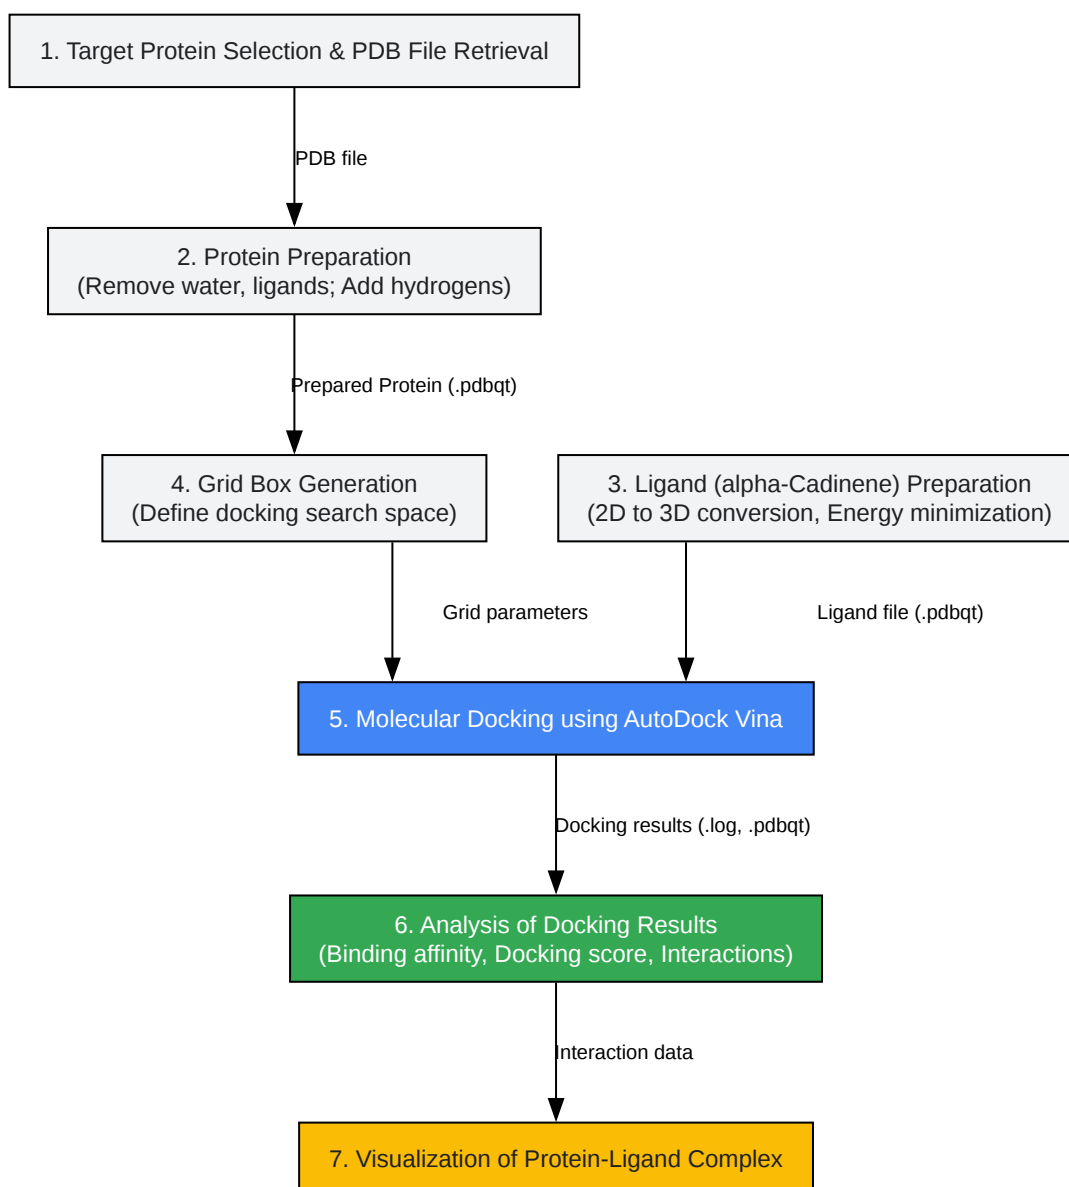 1. Target Protein Selection & PDB File Retrieval
PDB file
2. Protein Preparation
(Remove water, ligands; Add hydrogens)
Prepared Protein (.pdbqt)
4. Grid Box Generation
(Define docking search space)
3. Ligand (alpha-Cadinene) Preparation
(2D to 3D conversion, Energy minimization)
Grid parameters
Ligand file (.pdbqt)
5. Molecular Docking using AutoDock Vina
Docking results (.log, .pdbqt)
6. Analysis of Docking Results
(Binding affinity, Docking score, Interactions)
Interaction data
7. Visualization of Protein-Ligand Complex